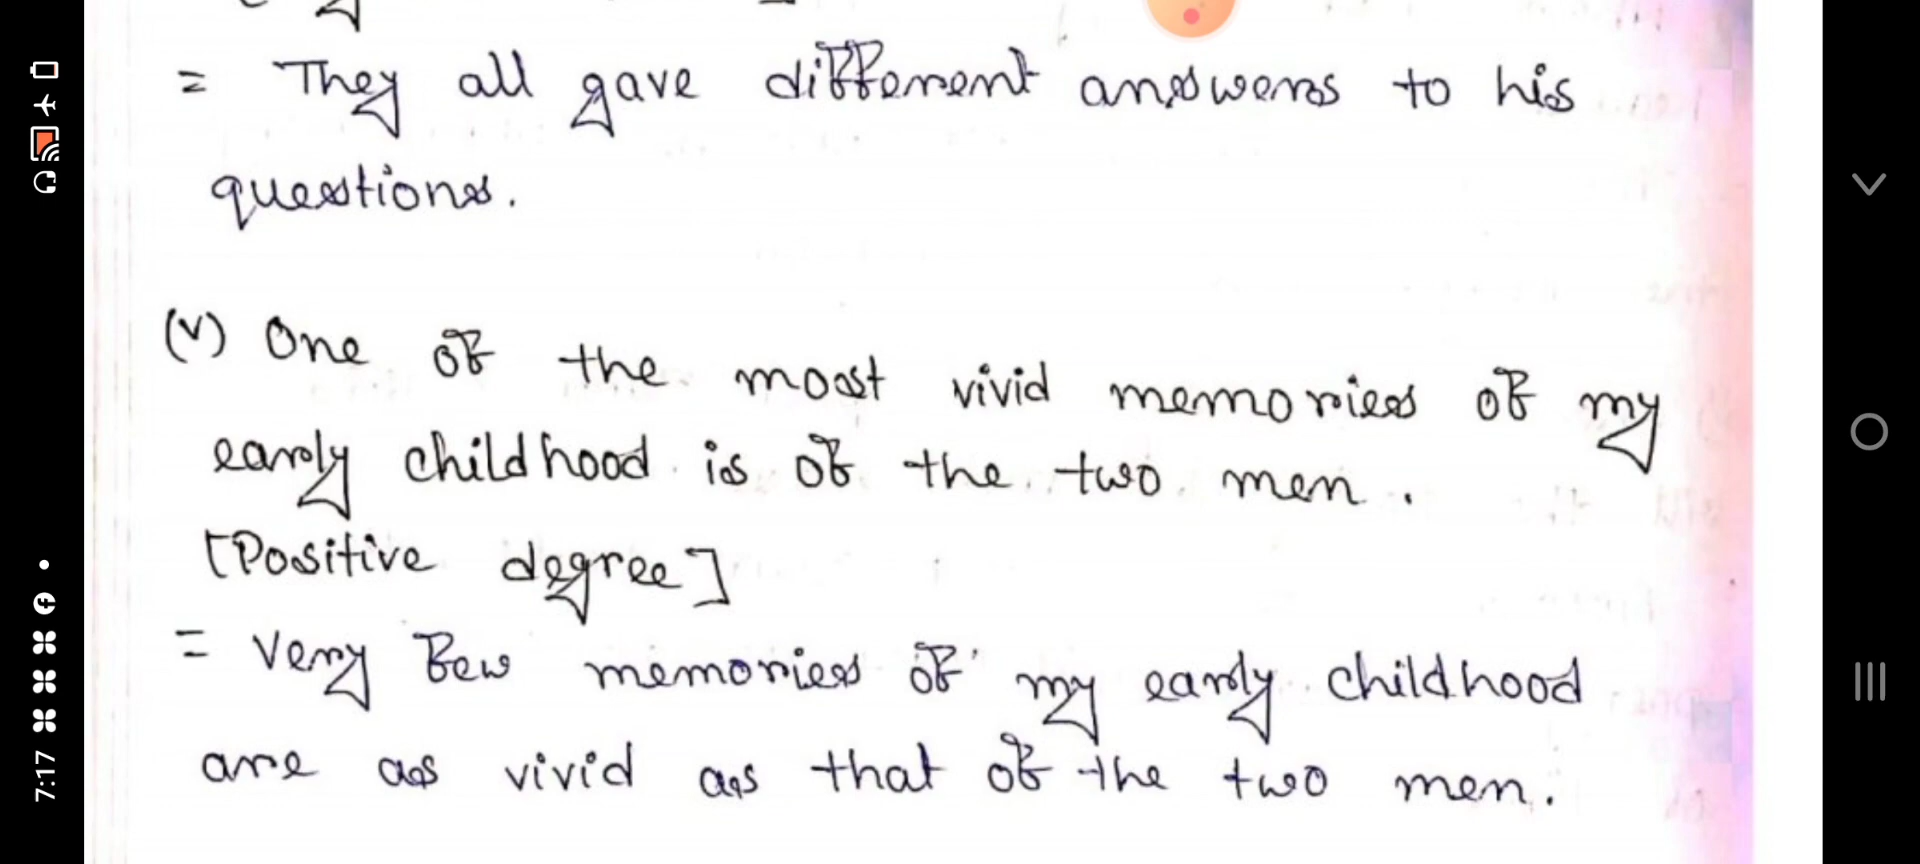 = They all gave different answers to his
questions.
(v) One of the most vivid memories of my
early childhood is of the two men.
[Positive degree]
= Very few memories of my early childhood
are as vivid as that of the two men.
7:17